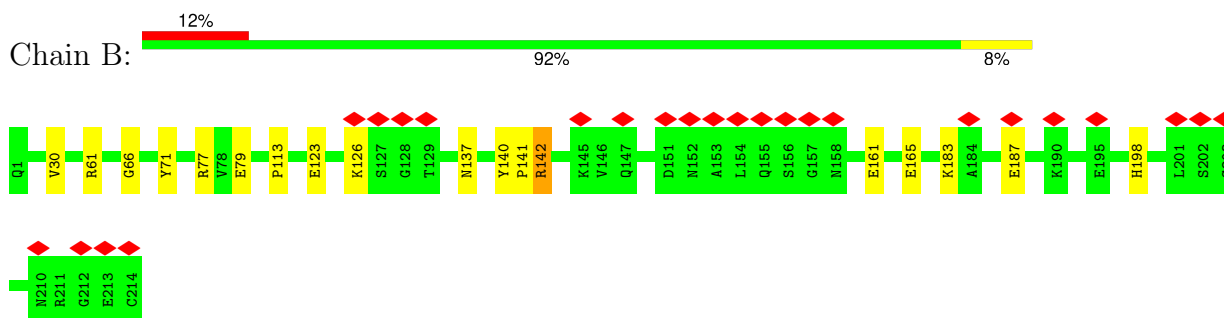 12%
Chain B:
92%
8%
Q1 V30 R61 G66 Y71 R77 V78 E79 P113 E123 K126 S127 G128 T129 N137 Y140 P141 R142 K145 V146 Q147 D151 N152 A153 L154 Q155 S156 G157 N158 E161 E165 K183 A184 E187 K190 E195 H198 L201 S202
N210 R211 G212 E213 C214